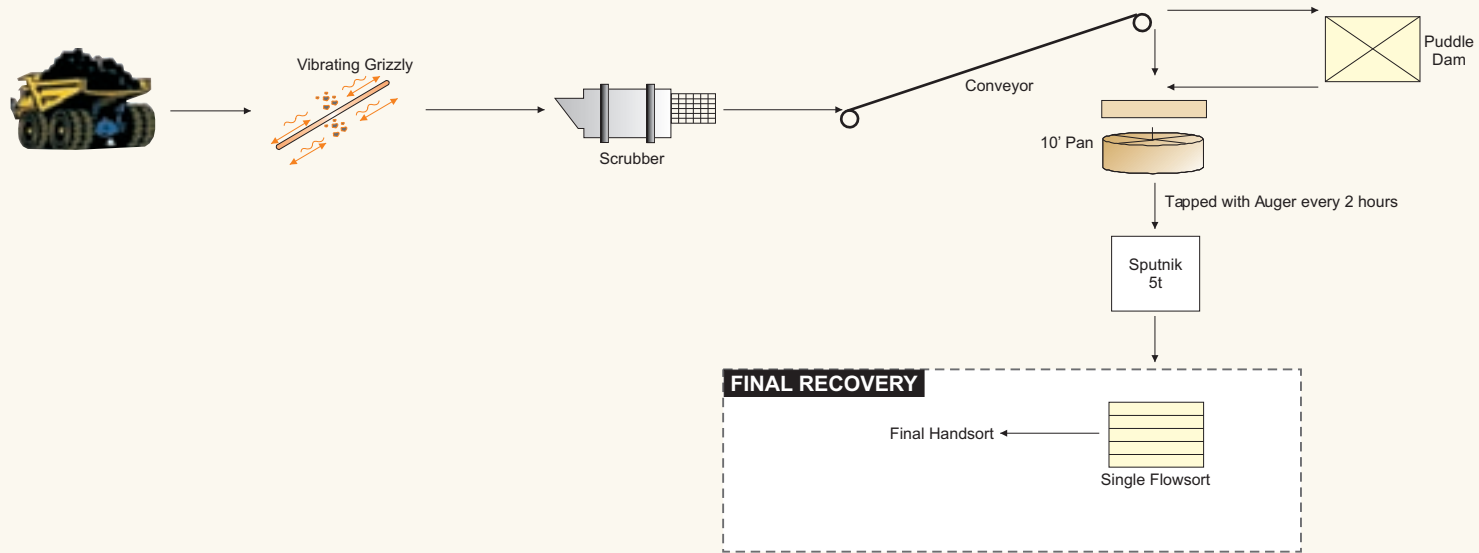 Vibrating Grizzly
Scrubber
Conveyor
Puddle
Dam
10' Pan
Tapped with Auger every 2 hours
Sputnik
5t
FINAL RECOVERY
Final Handsort
Single Flowsort